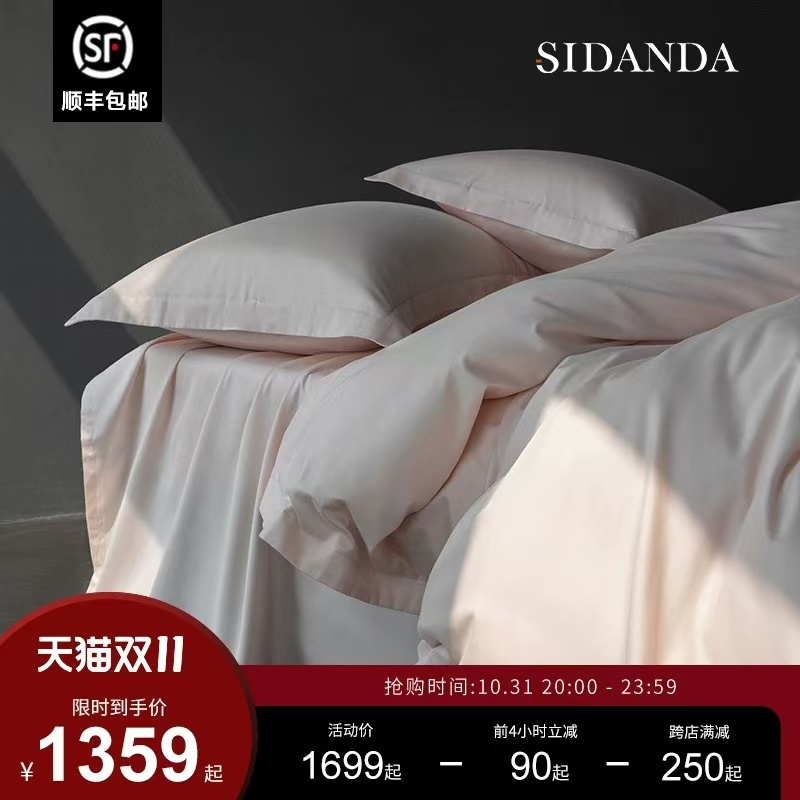 SF
顺丰包邮
SIDANDA
天猫双11
限时到手价
¥1359起
抢购时间:10.31 20:00 - 23:59
活动价
1699起
前4小时立减
- 90起
跨店满减
- 250起